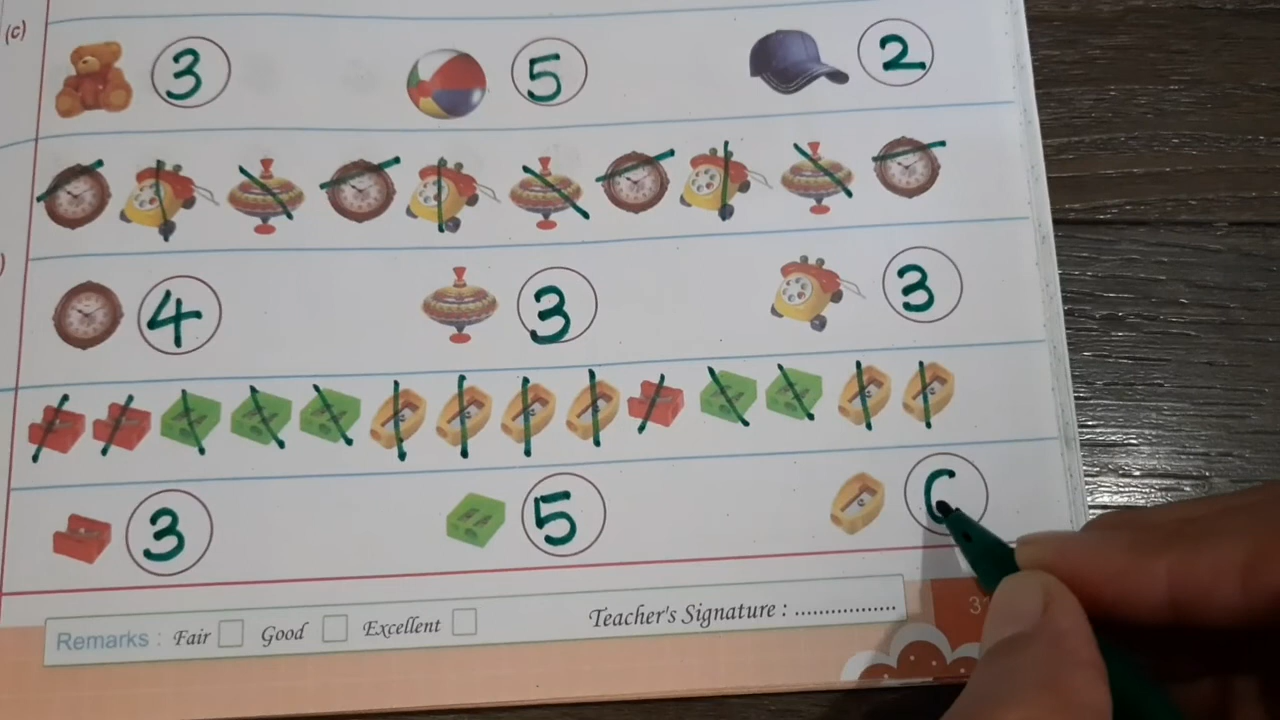 (c)
3 5 2
)
4 3 3
3 5 6
Remarks : Fair Good Excellent Teacher's Signature : ..................